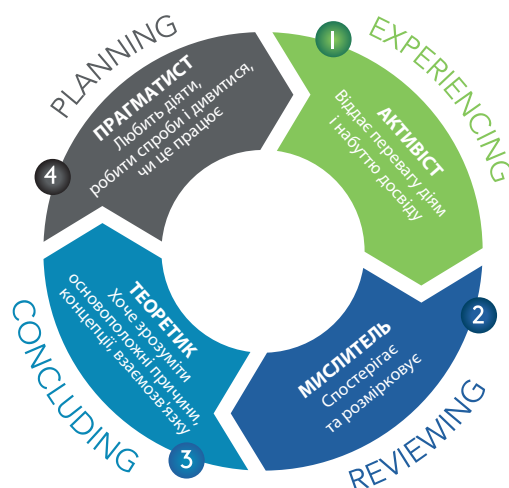 EXPERIENCING
1
АКТИВІСТ
Віддає перевагу діям
і набуттю досвіду
REVIEWING
2
МИСЛИТЕЛЬ
Спостерігає
та розмірковує
CONCLUDING
3
ТЕОРЕТИК
Хоче зрозуміти
основоположні причини,
концепції, взаємозв'язку
PLANNING
4
ПРАГМАТИСТ
Любить діяти,
робити спроби і дивитися,
чи це працює